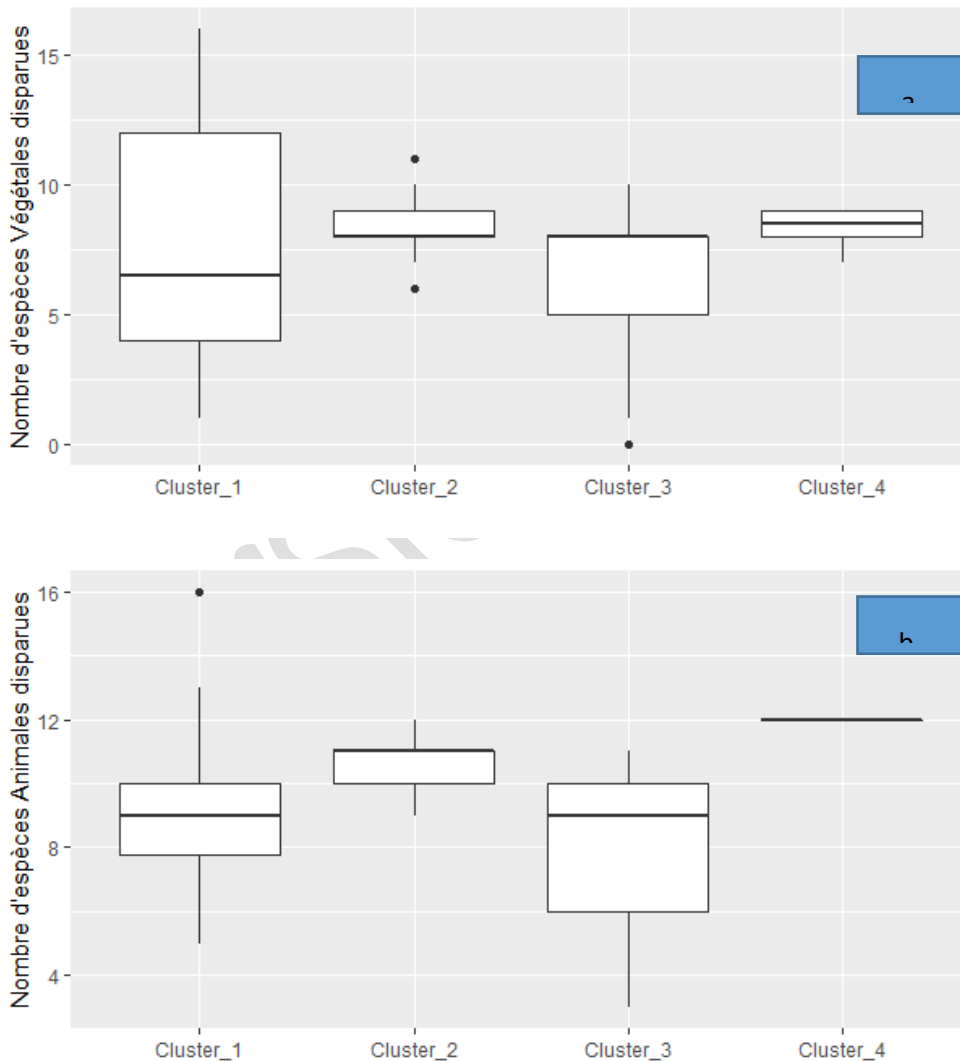 Nombre d'espèces Végétales disparues
15
10
5
0
Cluster_1 Cluster_2 Cluster_3 Cluster_4
Nombre d'espèces Animales disparues
16
12
8
4
Cluster_1 Cluster_2 Cluster_3 Cluster_4